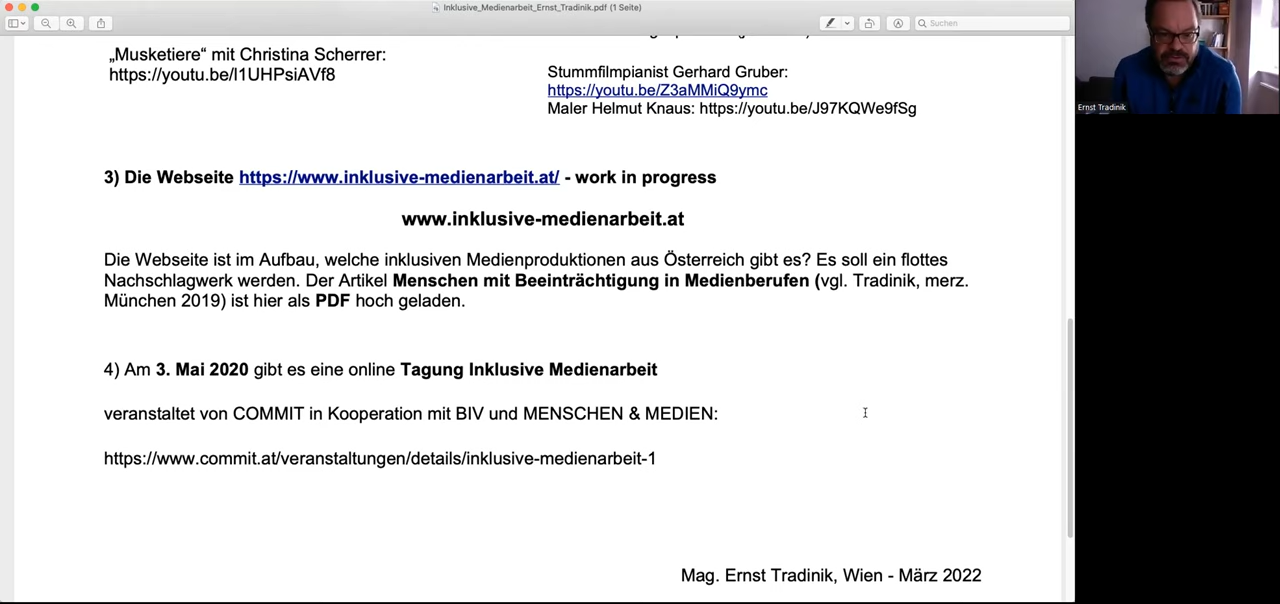 Inklusive_Medienarbeit_Ernst_Tradinik.pdf (1 Seite)
Suchen
„Musketiere“ mit Christina Scherrer:
https://youtu.be/l1UHPsiAVf8
Stummfilmpianist Gerhard Gruber:
https://youtu.be/Z3aMMiQ9ymc
Maler Helmut Knaus: https://youtu.be/J97KQWe9fSg
3) Die Webseite https://www.inklusive-medienarbeit.at/ - work in progress
www.inklusive-medienarbeit.at
Die Webseite ist im Aufbau, welche inklusiven Medienproduktionen aus Österreich gibt es? Es soll ein flottes
Nachschlagwerk werden. Der Artikel Menschen mit Beeinträchtigung in Medienberufen (vgl. Tradinik, merz.
München 2019) ist hier als PDF hoch geladen.
4) Am 3. Mai 2020 gibt es eine online Tagung Inklusive Medienarbeit
veranstaltet von COMMIT in Kooperation mit BIV und MENSCHEN & MEDIEN:
https://www.commit.at/veranstaltungen/details/inklusive-medienarbeit-1
Mag. Ernst Tradinik, Wien - März 2022
Ernst Tradinik